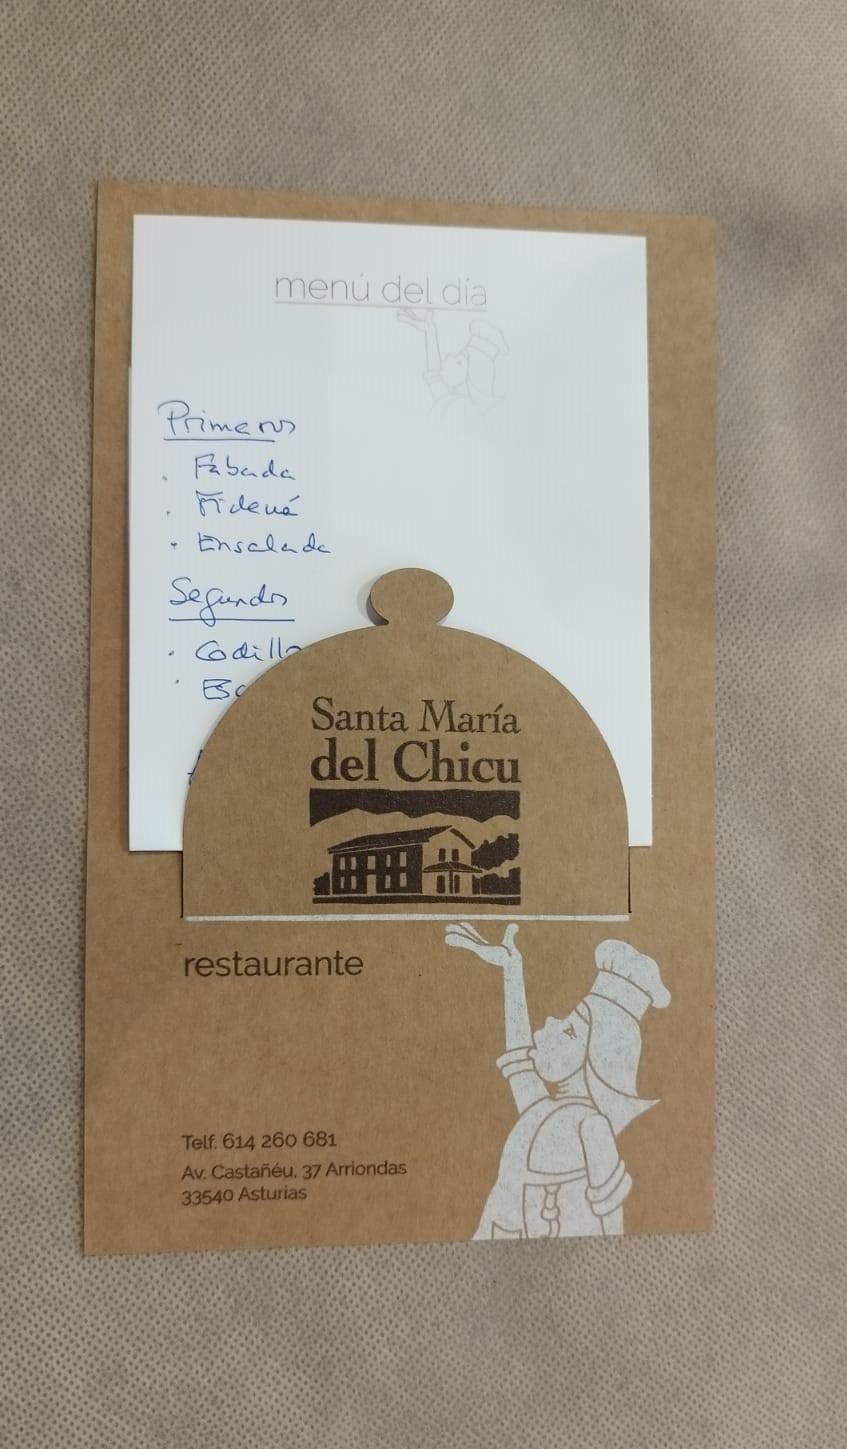 menú del día
Primeros
. Fabada
. Fideuá
. Ensalada
Segundos
. Codillo
Santa María
del Chicu
restaurante
Telf. 614 260 681
Av. Castañéu, 37 Arriondas
33540 Asturias